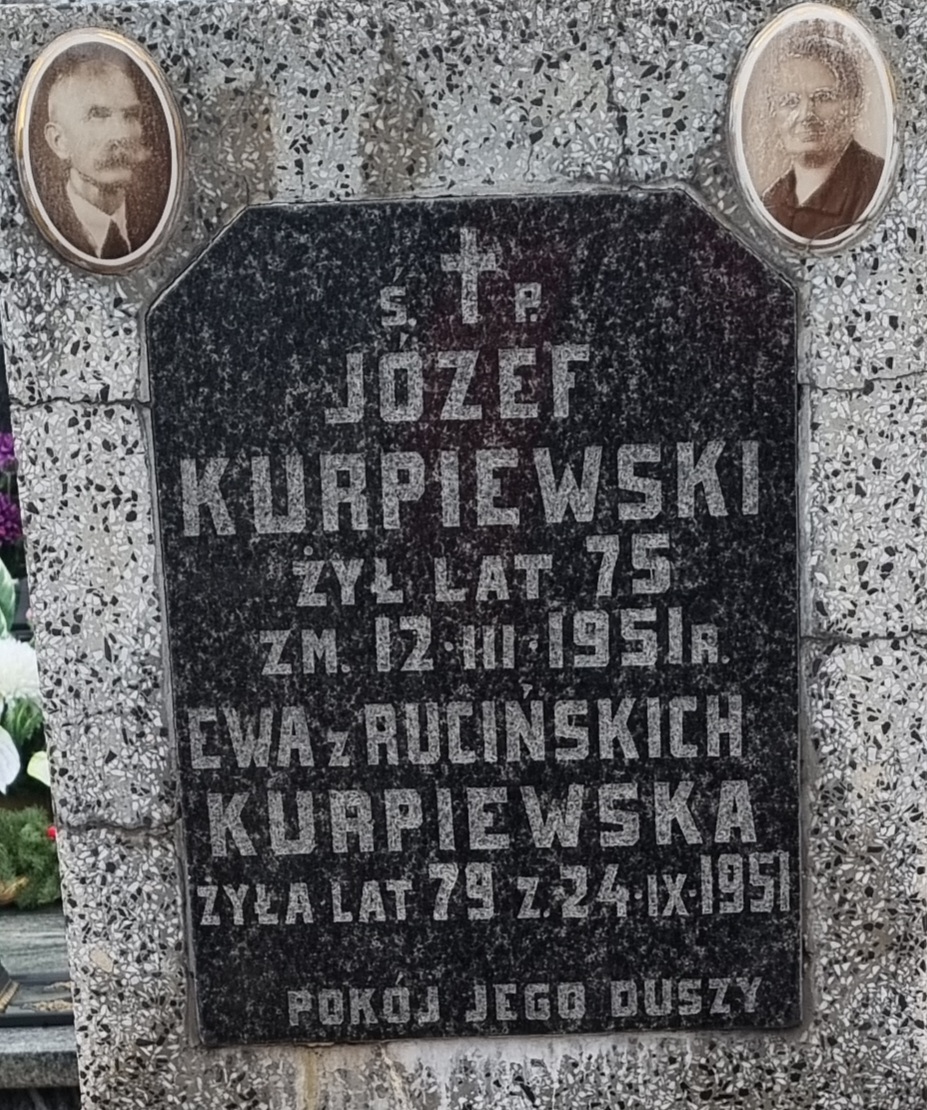 Ś. P.
JÓZEF
KURPIEWSKI
ŻYŁ LAT 75
ZM. 12·III·1951R.
EWA Z RUCIŃSKICH
KURPIEWSKA
ŻYŁA·LAT 79 Z. 24·IX·1951
POKÓJ JEGO DUSZY